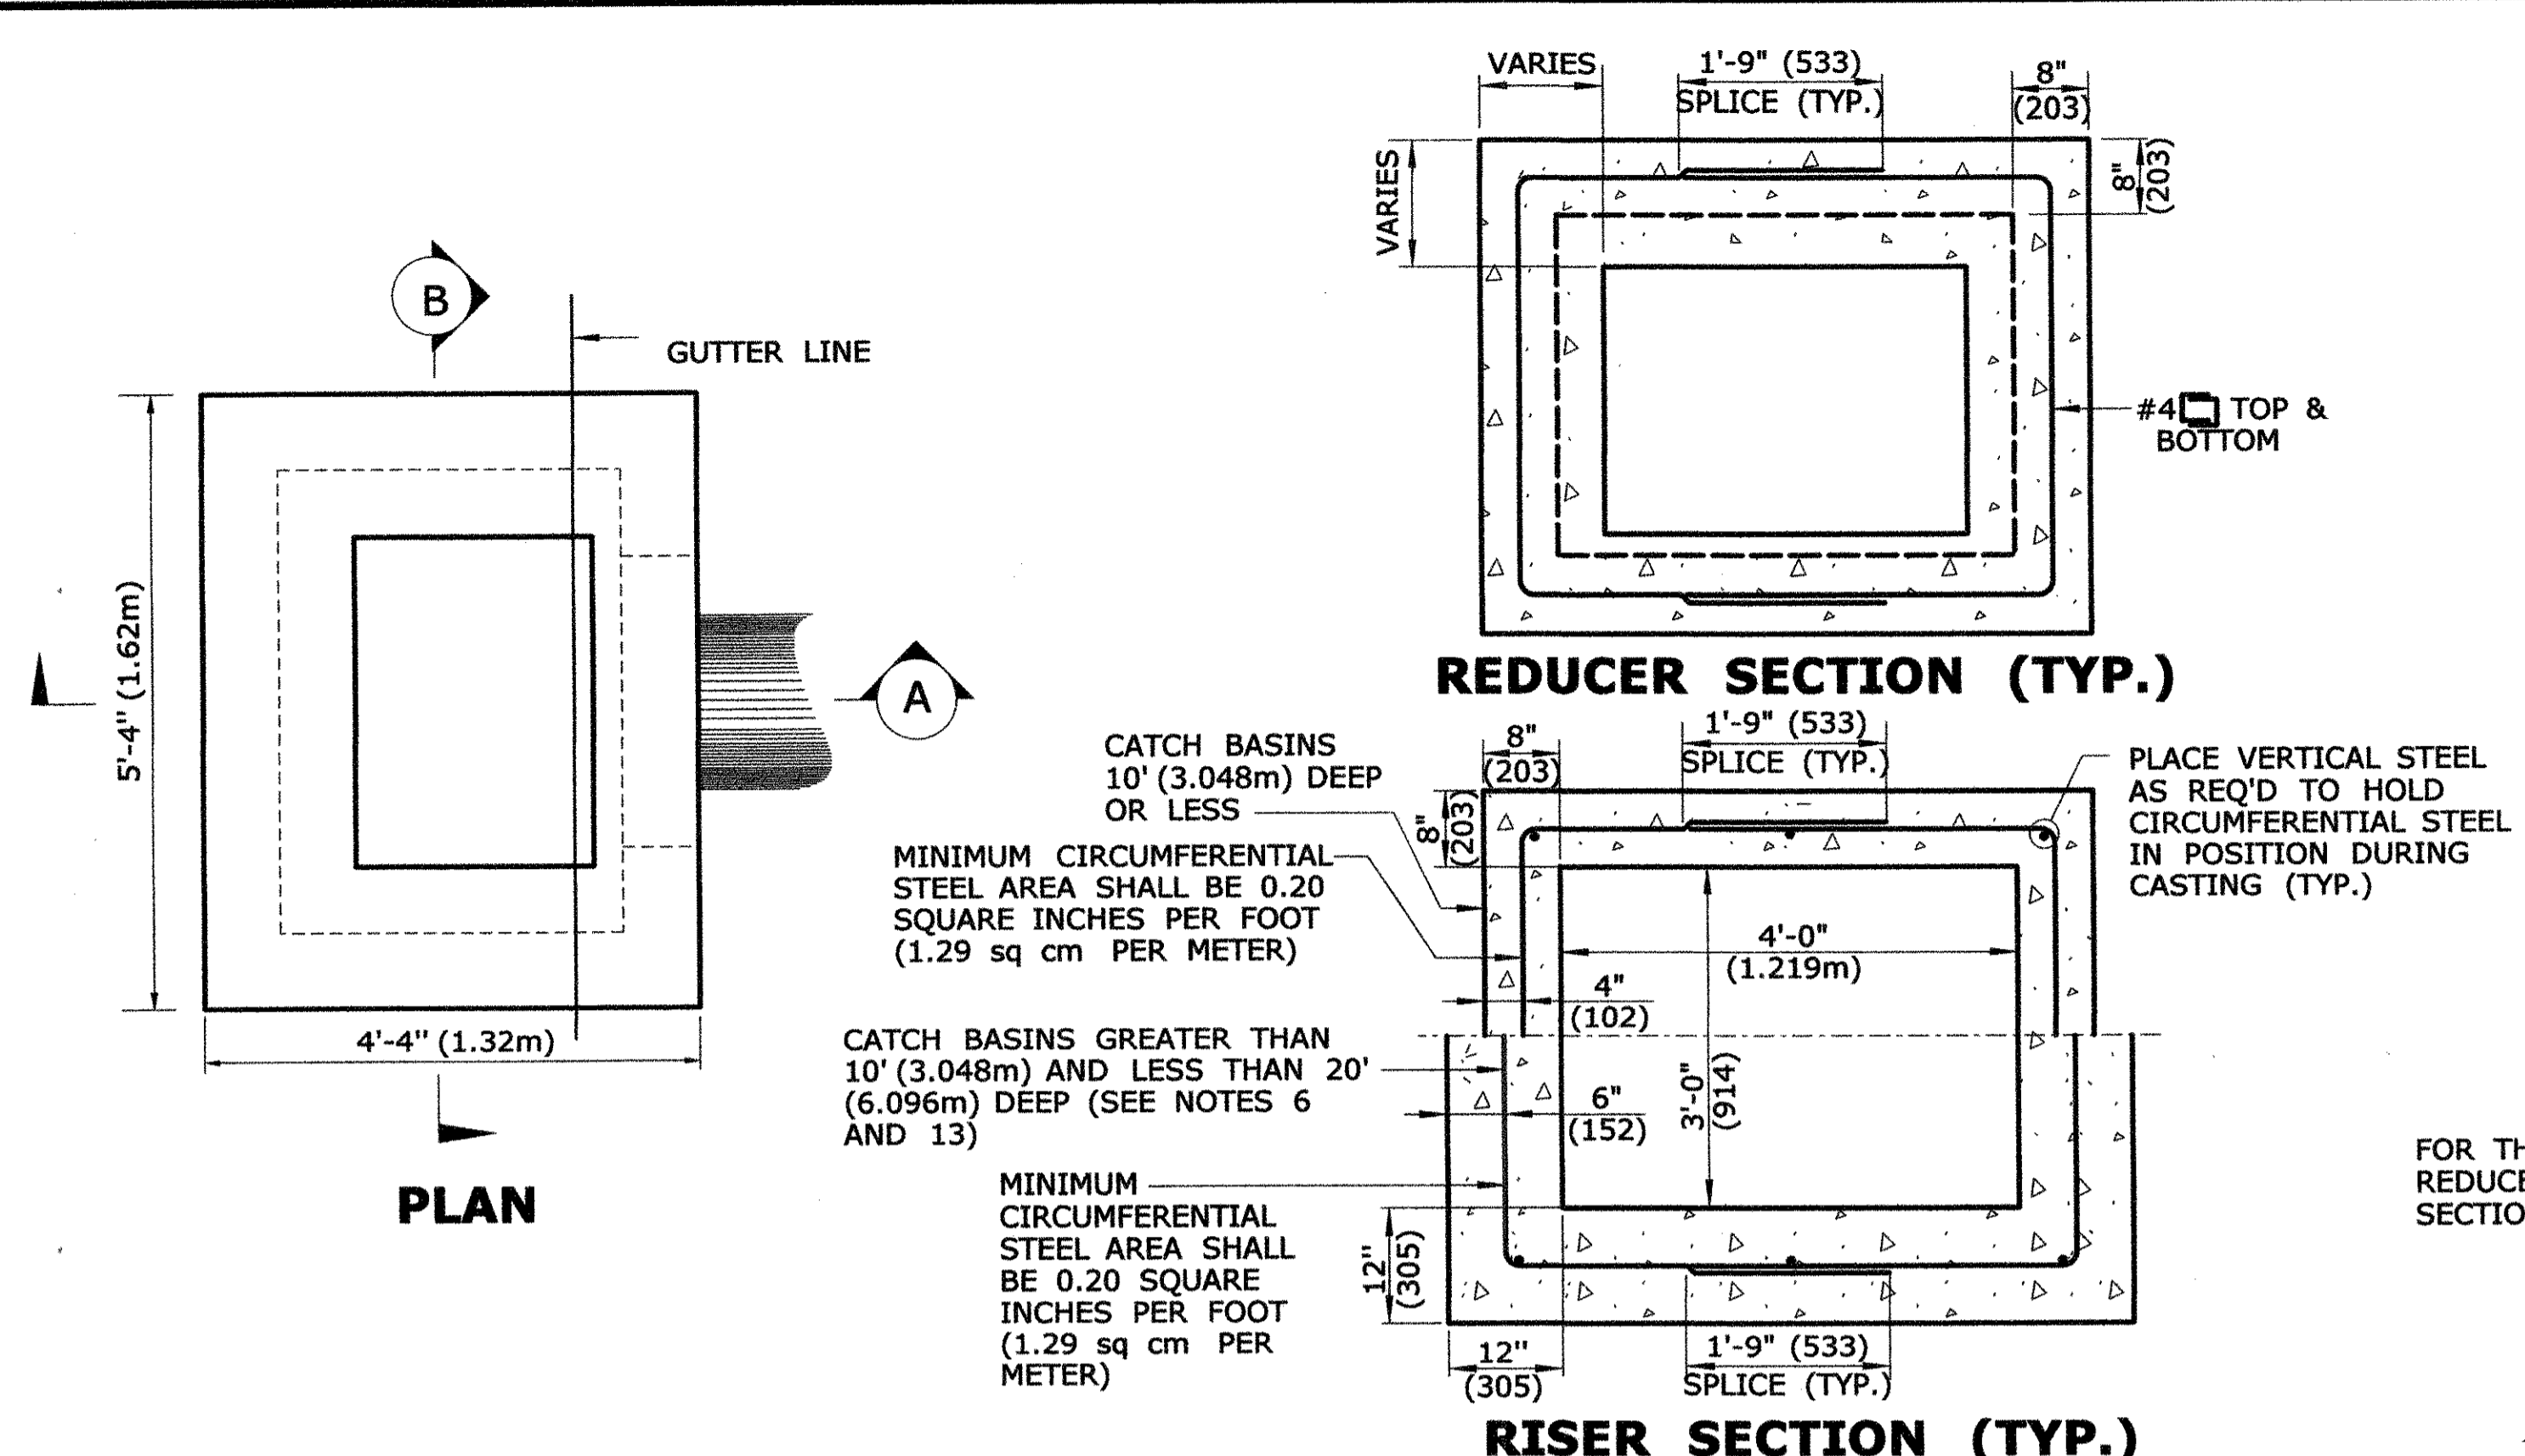 B
GUTTER LINE
5'-4" (1.62m)
A
4'-4" (1.32m)
PLAN
VARIES
1'-9" (533)
SPLICE (TYP.)
8"
(203)
VARIES
8"
(203)
#4 TOP &
BOTTOM
REDUCER SECTION (TYP.)
CATCH BASINS
10' (3.048m) DEEP
OR LESS
8"
(203)
1'-9" (533)
SPLICE (TYP.)
8"
(203)
PLACE VERTICAL STEEL
AS REQ'D TO HOLD
CIRCUMFERENTIAL STEEL
IN POSITION DURING
CASTING (TYP.)
MINIMUM CIRCUMFERENTIAL
STEEL AREA SHALL BE 0.20
SQUARE INCHES PER FOOT
(1.29 sq cm PER METER)
4'-0"
(1.219m)
4"
(102)
CATCH BASINS GREATER THAN
10' (3.048m) AND LESS THAN 20'
(6.096m) DEEP (SEE NOTES 6
AND 13)
6"
(152)
3'-0"
(914)
MINIMUM
CIRCUMFERENTIAL
STEEL AREA SHALL
BE 0.20 SQUARE
INCHES PER FOOT
(1.29 sq cm PER
METER)
12"
(305)
12"
(305)
1'-9" (533)
SPLICE (TYP.)
RISER SECTION (TYP.)
FOR